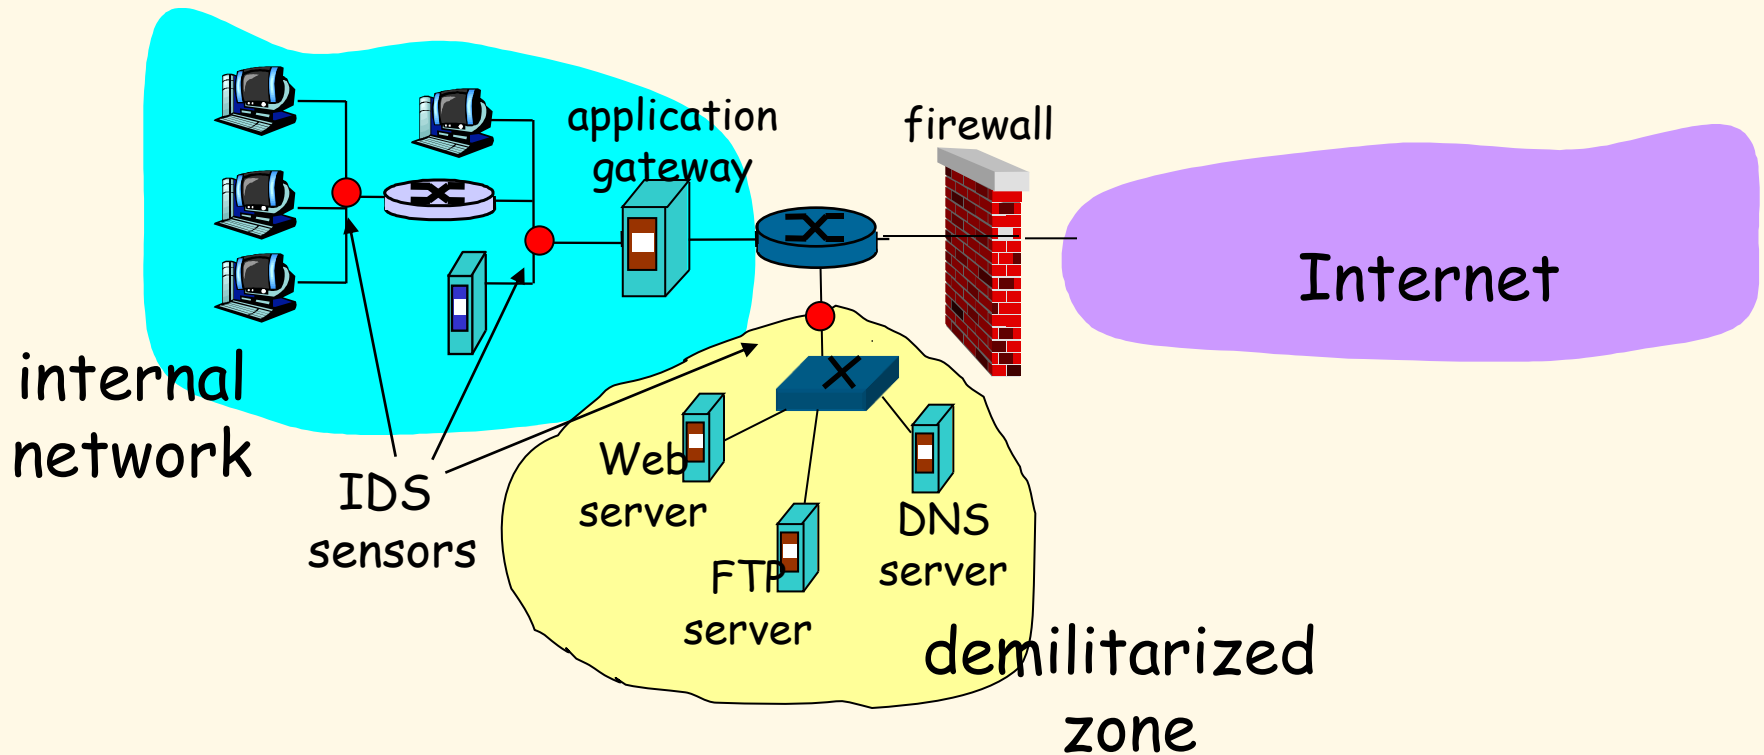 application
gateway
firewall
Internet
internal
network
IDS
sensors
Web
server
FTP
server
DNS
server
demilitarized
zone